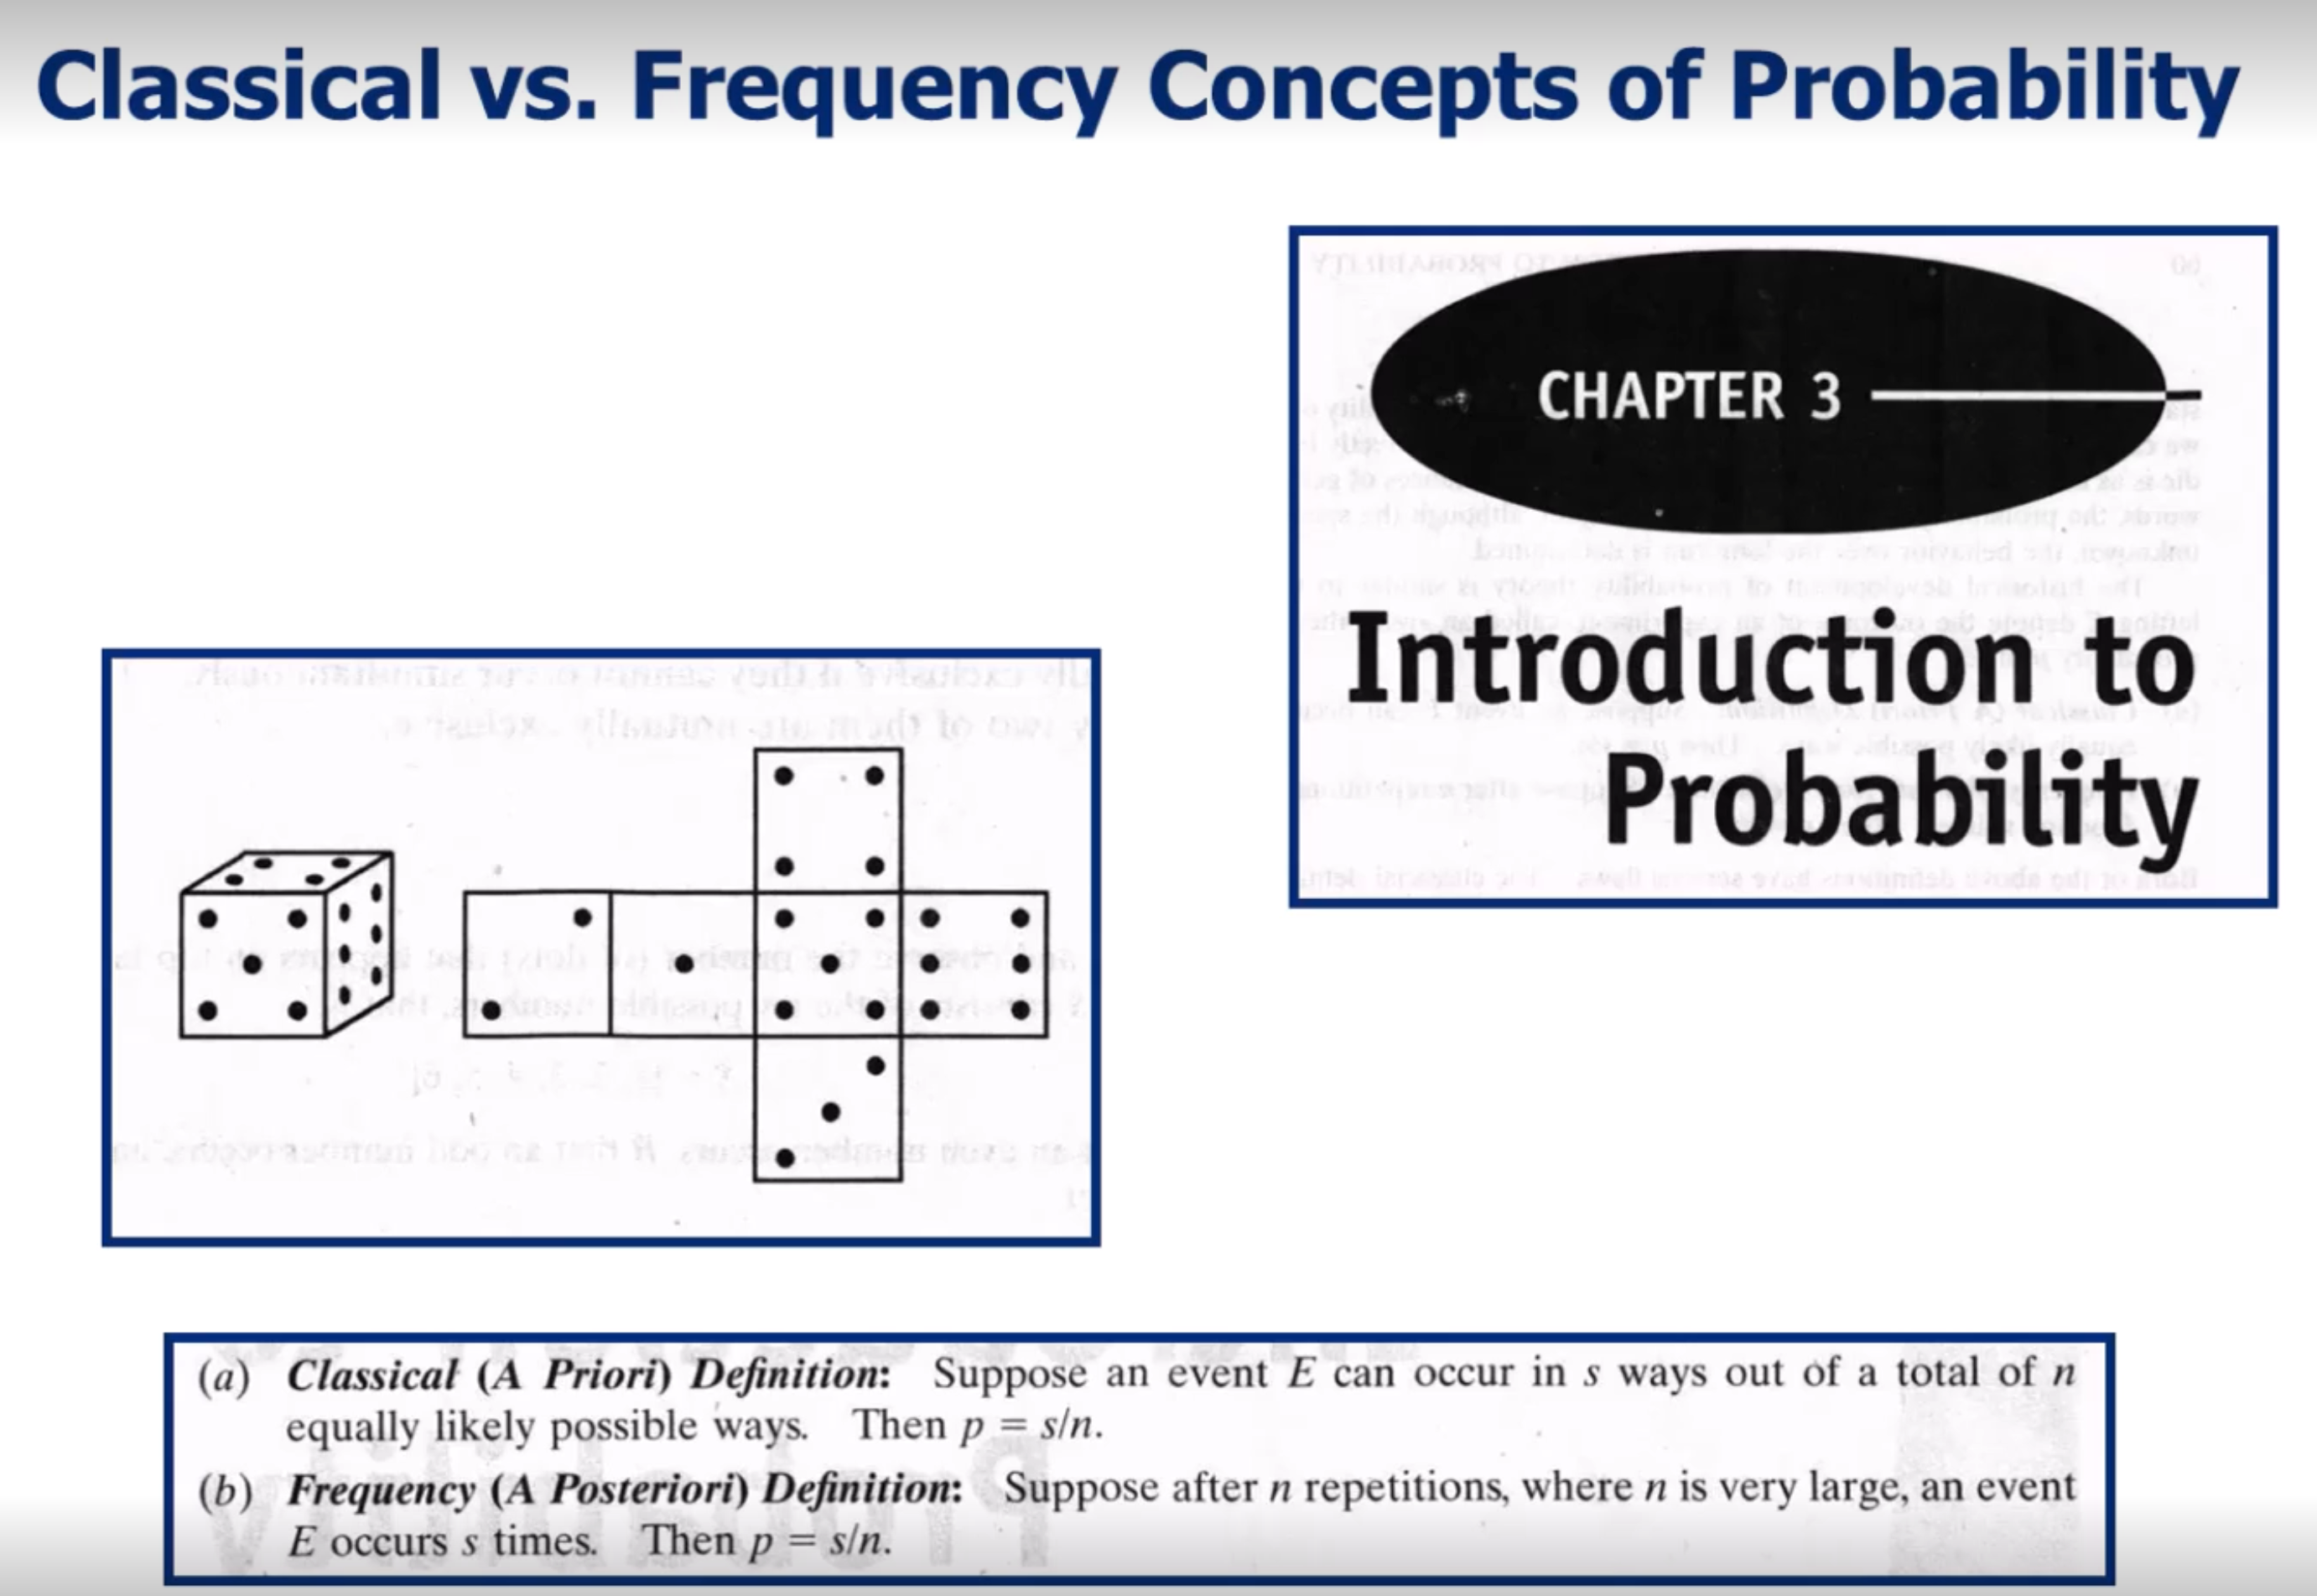 Classical vs. Frequency Concepts of Probability
CHAPTER 3
Introduction to
Probability
(a) Classical (A Priori) Definition: Suppose an event E can occur in s ways out of a total of n
equally likely possible ways. Then p = s/n.
(b) Frequency (A Posteriori) Definition: Suppose after n repetitions, where n is very large, an event
E occurs s times. Then p = s/n.